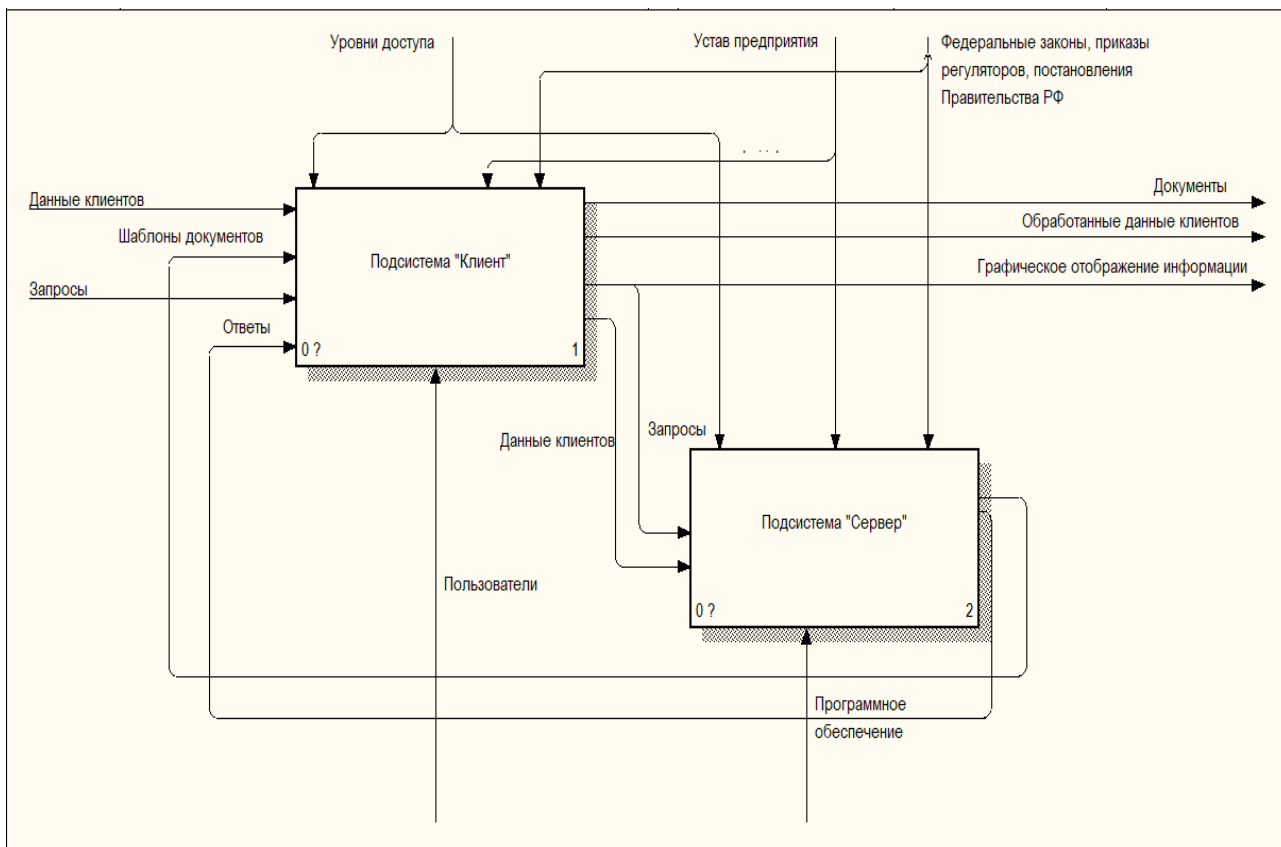 Уровни доступа
Устав предприятия
Федеральные законы, приказы
регуляторов, постановления
Правительства РФ
Данные клиентов
Шаблоны документов
Запросы
Ответы
Подсистема "Клиент"
0 ?
1
Документы
Обработанные данные клиентов
Графическое отображение информации
Данные клиентов
Запросы
Подсистема "Сервер"
0 ?
2
Пользователи
Программное
обеспечение